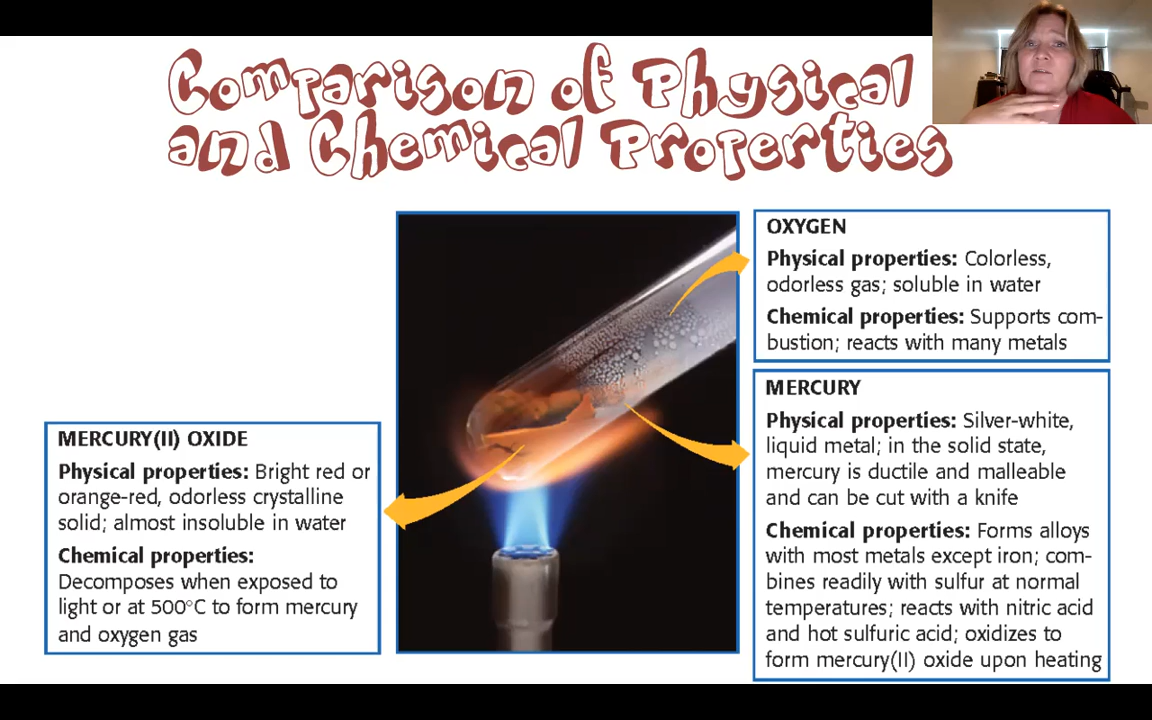 Comparison of Physical
and Chemical Properties
OXYGEN
Physical properties: Colorless,
odorless gas; soluble in water
Chemical properties: Supports com-
bustion; reacts with many metals
MERCURY
Physical properties: Silver-white,
liquid metal; in the solid state,
mercury is ductile and malleable
and can be cut with a knife
Chemical properties: Forms alloys
with most metals except iron; com-
bines readily with sulfur at normal
temperatures; reacts with nitric acid
and hot sulfuric acid; oxidizes to
form mercury(II) oxide upon heating
MERCURY(II) OXIDE
Physical properties: Bright red or
orange-red, odorless crystalline
solid; almost insoluble in water
Chemical properties:
Decomposes when exposed to
light or at 500°C to form mercury
and oxygen gas